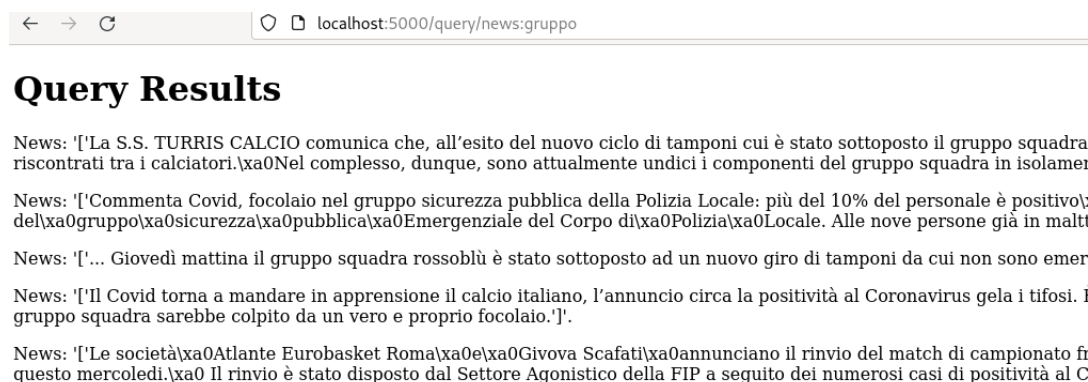 localhost:5000/query/news:gruppo
Query Results
News: '['La S.S. TURRIS CALCIO comunica che, all’esito del nuovo ciclo di tamponi cui è stato sottoposto il gruppo squadra
riscontrati tra i calciatori.\xa0Nel complesso, dunque, sono attualmente undici i componenti del gruppo squadra in
News: '['Commenta Covid, focolaio nel gruppo sicurezza pubblica della Polizia Locale: più del 10% del personale è positivo\
del\xa0gruppo\xa0sicurezza\xa0pubblica\xa0Emergenziale del Corpo di\xa0Polizia\xa0Locale. Alle nove persone già in
News: '['... Giovedì mattina il gruppo squadra rossoblù è stato sottoposto ad un nuovo giro di tamponi da cui non sono
News: '['Il Covid torna a mandare in apprensione il calcio italiano, l’annuncio circa la positività al Coronavirus gela i tifosi.
gruppo squadra sarebbe colpito da un vero e proprio focolaio.']'.
News: '['Le società\xa0Atlante Eurobasket Roma\xa0e\xa0Givova Scafati\xa0annunciano il rinvio del match di campionato
questo mercoledì.\xa0 Il rinvio è stato disposto dal Settore Agonistico della FIP a seguito dei numerosi casi di positività al